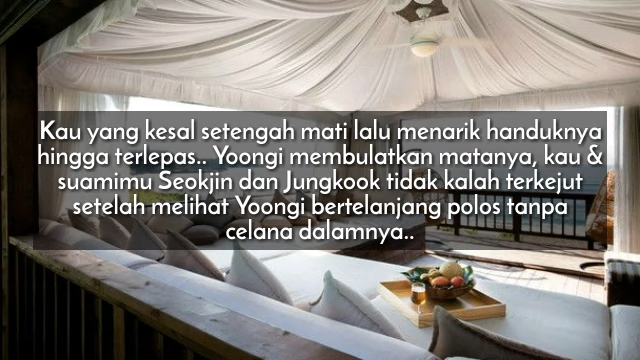 Kau yang kesal setengah mati lalu menarik handuknya
hingga terlepas.. Yoongi membulatkan matanya, kau &
suamimu Seokjin dan Jungkook tidak kalah terkejut
setelah melihat Yoongi bertelanjang polos tanpa
celana dalamnya..